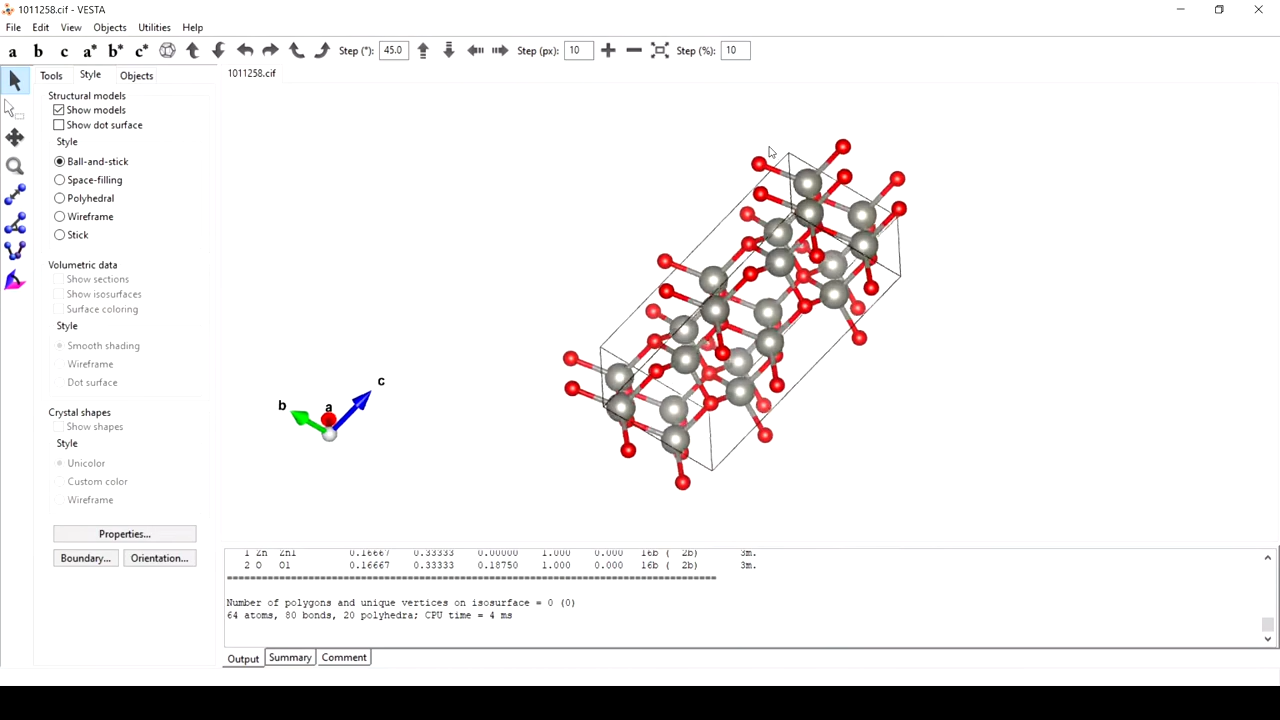 1011258.cif - VESTA
File Edit View Objects Utilities Help
a b c a* b* c* Step (°): 45.0 Step (px): 10 Step (%): 10
Tools Style Objects
1011258.cif
Structural models
Show models
Show dot surface
Style
Ball-and-stick
Space-filling
Polyhedral
Wireframe
Stick
Volumetric data
Show sections
Show isosurfaces
Surface coloring
Style
Smooth shading
Wireframe
Dot surface
Crystal shapes
Show shapes
Style
Unicolor
Custom color
Wireframe
Properties...
Boundary... Orientation...
c
b a
1 Zn Zn1 0.16667 0.33333 0.00000 1.000 0.000 16b ( 2b) 3m.
2 O O1 0.16667 0.33333 0.18750 1.000 0.000 16b ( 2b) 3m.
================================================================================
Number of polygons and unique vertices on isosurface = 0 (0)
64 atoms, 80 bonds, 20 polyhedra; CPU time = 4 ms
Output Summary Comment